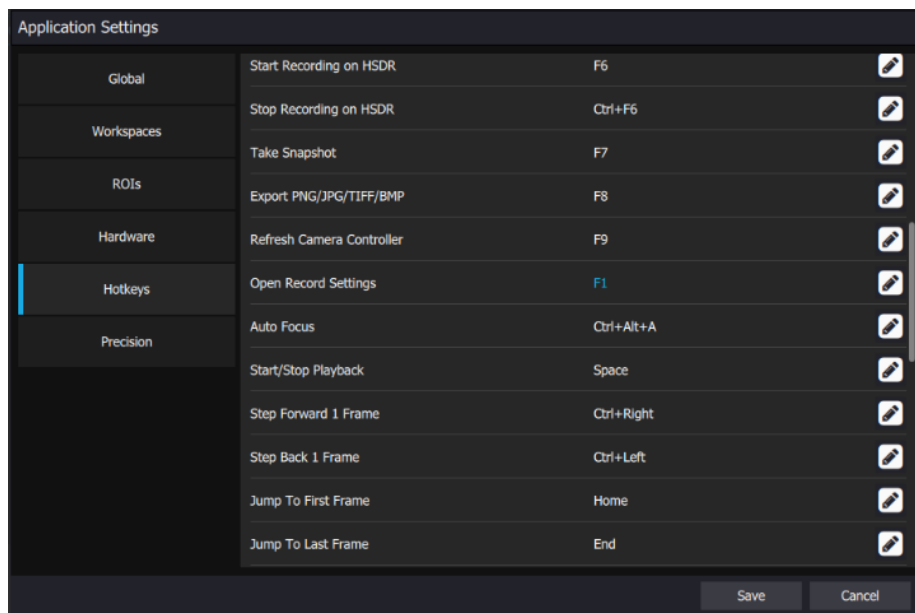 Application Settings
Global
Workspaces
ROIs
Hardware
Hotkeys
Precision
Start Recording on HSDR F6
Stop Recording on HSDR Ctrl+F6
Take Snapshot F7
Export PNG/JPG/TIFF/BMP F8
Refresh Camera Controller F9
Open Record Settings F1
Auto Focus Ctrl+Alt+A
Start/Stop Playback Space
Step Forward 1 Frame Ctrl+Right
Step Back 1 Frame Ctrl+Left
Jump To First Frame Home
Jump To Last Frame End
Save Cancel